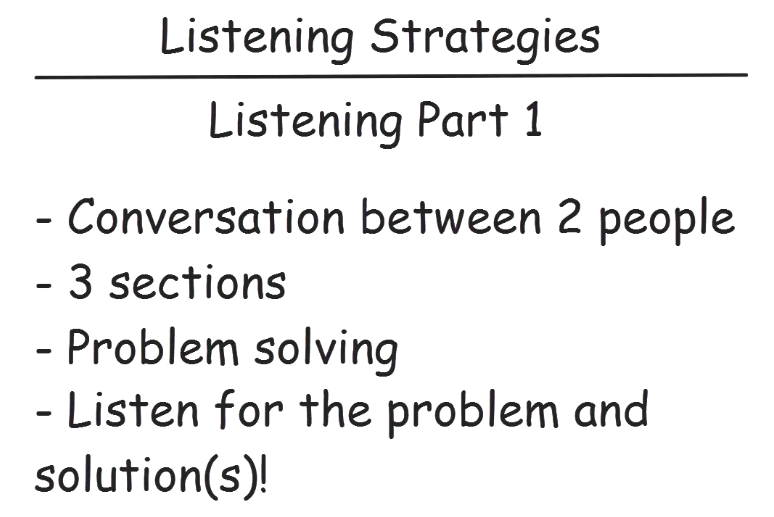 Listening Strategies
Listening Part 1
- Conversation between 2 people
- 3 sections
- Problem solving
- Listen for the problem and
solution(s)!